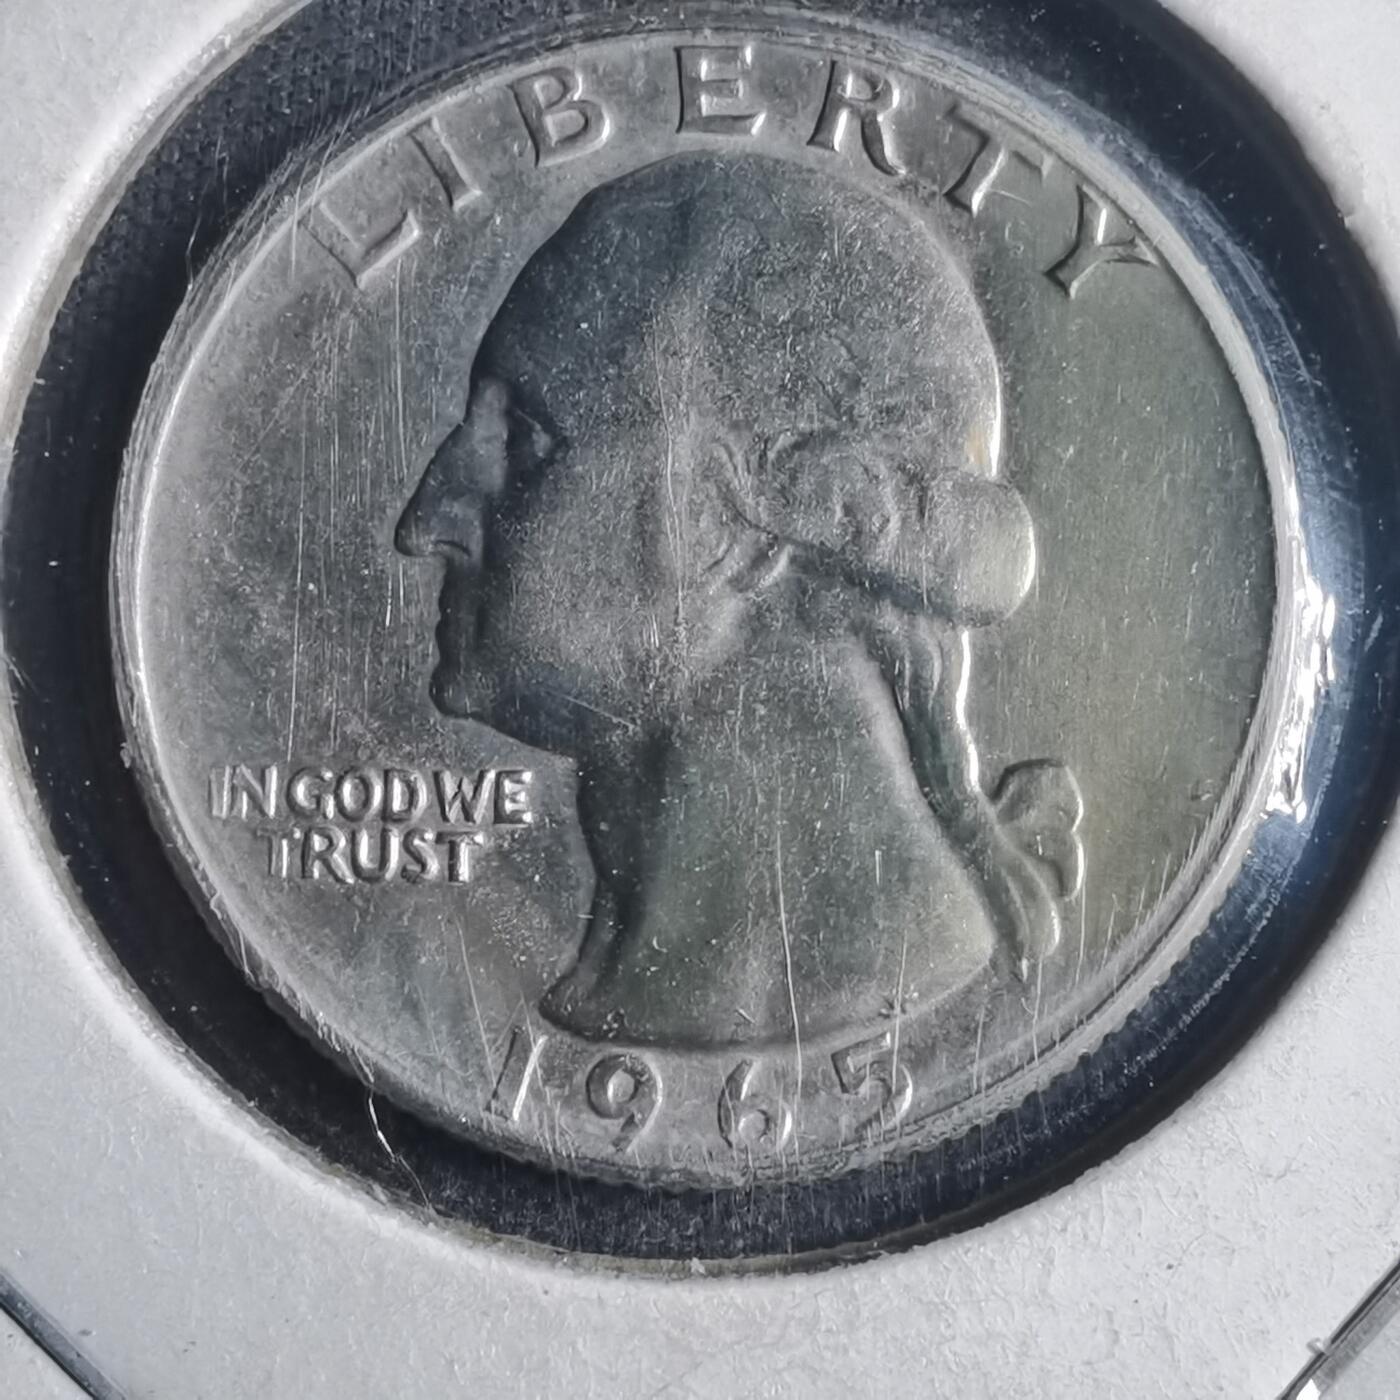 LIBERTY
IN GOD WE
TRUST
1965